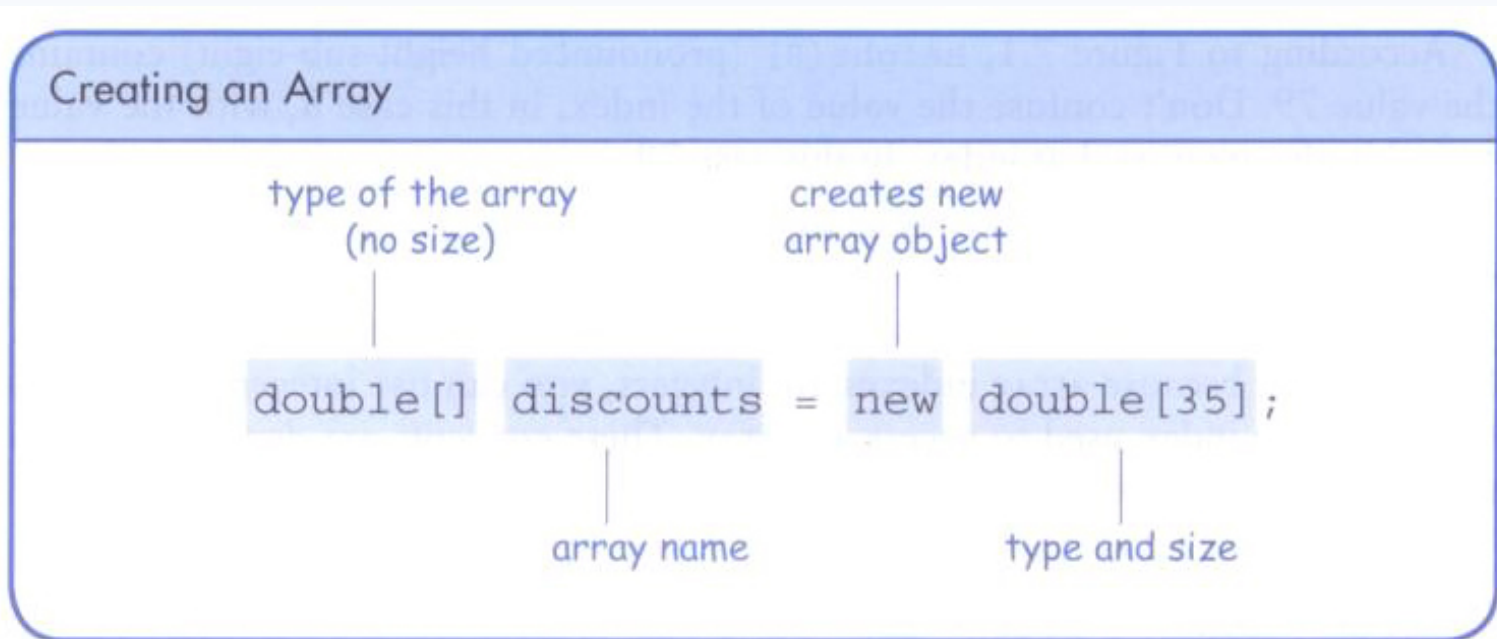 Creating an Array
type of the array
(no size)
creates new
array object
double[] discounts = new double[35];
array name
type and size